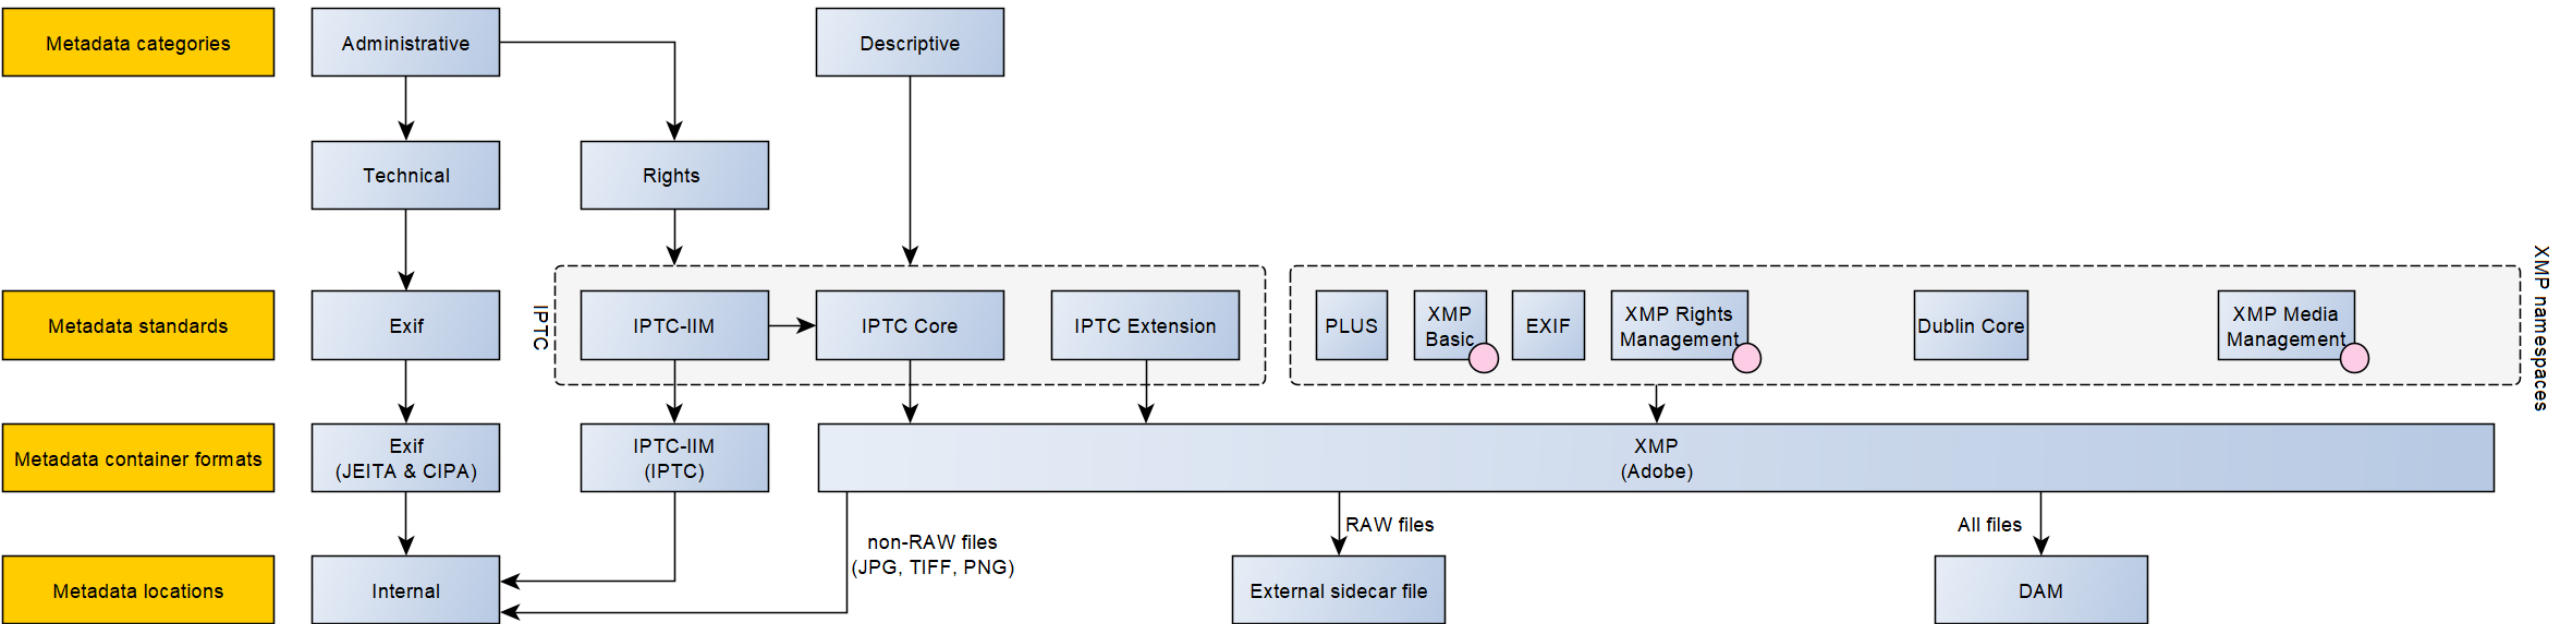 Metadata categories
Administrative
Descriptive
Technical
Rights
XMP namespaces
IPTC
Metadata standards
Exif
IPTC-IIM
IPTC Core
IPTC Extension
PLUS
XMP
Basic
EXIF
XMP Rights
Management
Dublin Core
XMP Media
Management
Metadata container formats
Exif
(JEITA & CIPA)
IPTC-IIM
(IPTC)
XMP
(Adobe)
non-RAW files
(JPG, TIFF, PNG)
RAW files
All files
Metadata locations
Internal
External sidecar file
DAM